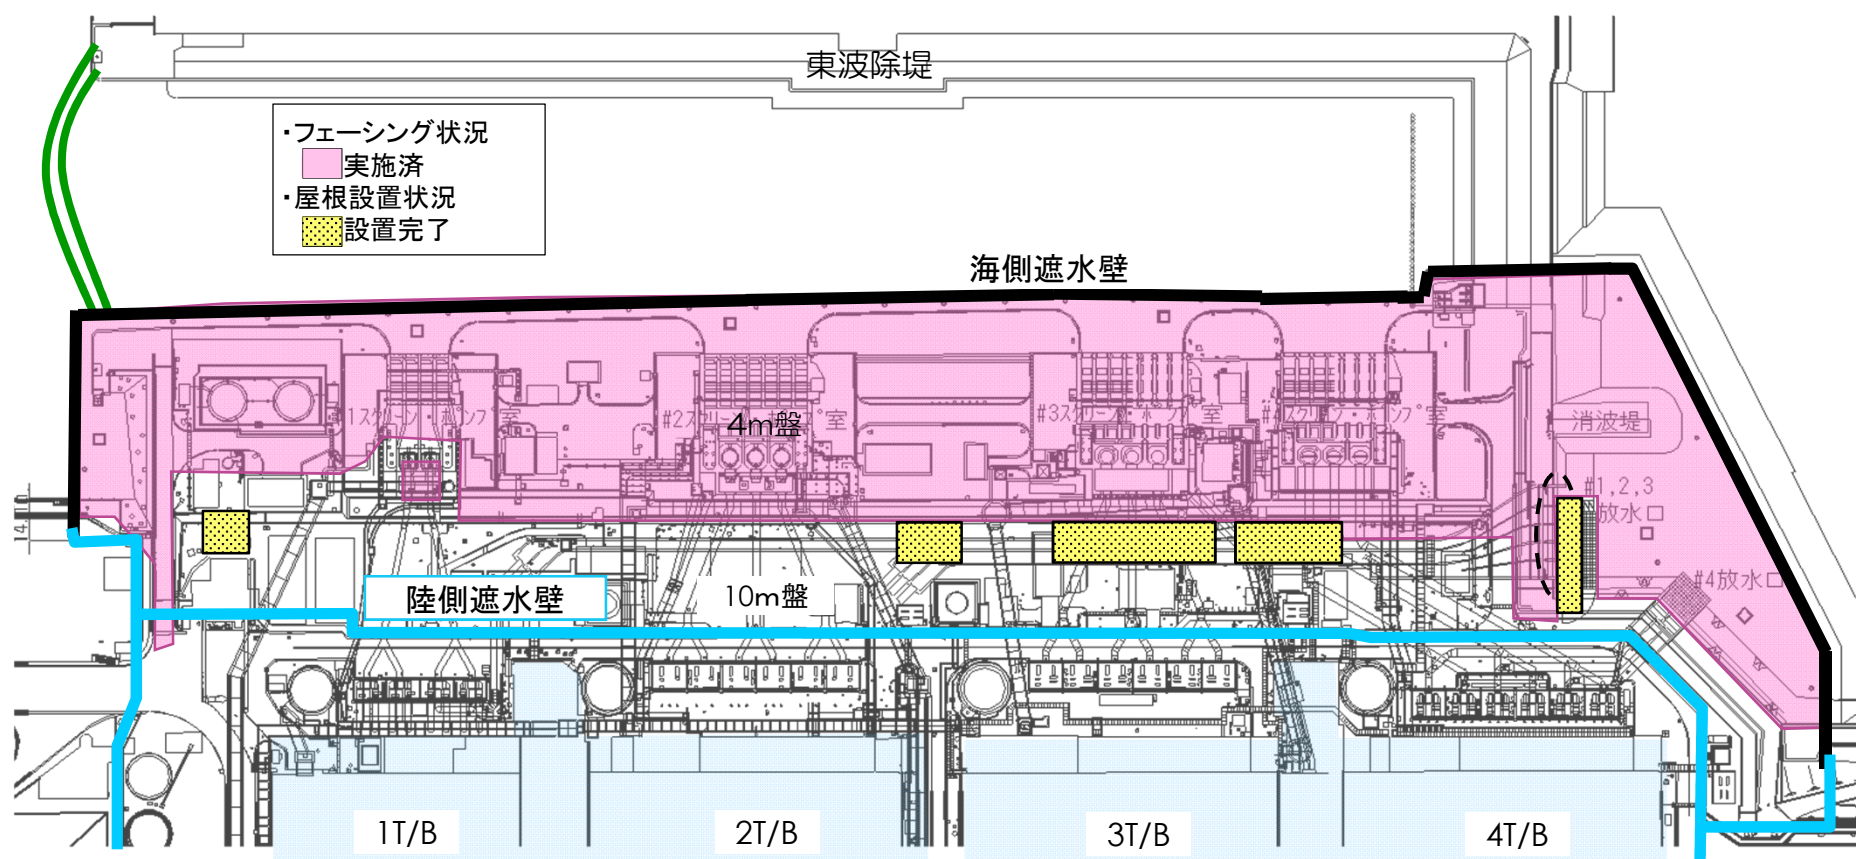 東波除堤
・フェーシング状況
実施済
・屋根設置状況
設置完了
海側遮水壁
1スクリーン・ポンプ室
#2スクリーン・ポンプ室
4m盤
#3スクリーン・ポンプ室
#4スクリーン・ポンプ室
消波堤
#1,2,3
放水口
#4放水口
陸側遮水壁
10m盤
1T/B
2T/B
3T/B
4T/B